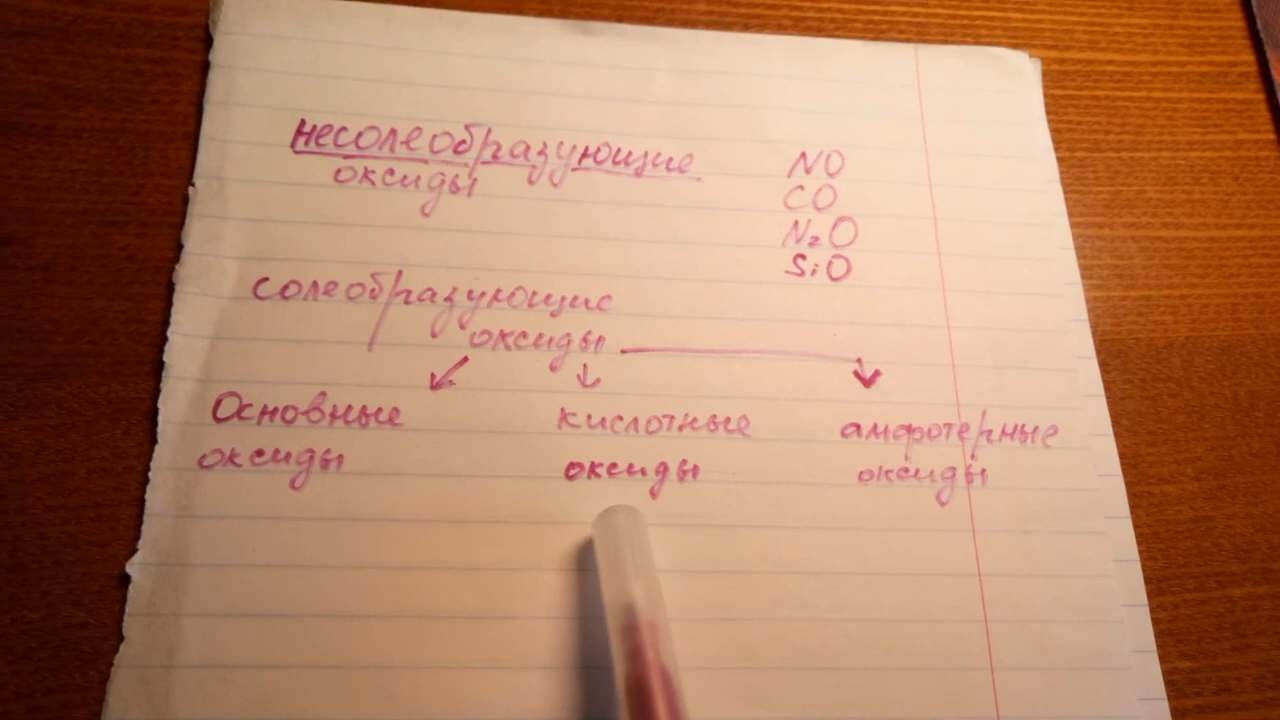 несолеобразующие
оксиды
NO
CO
N₂O
SiO
солеобразующие
оксиды
Основные
оксиды
кислотные
оксиды
амфотерные
оксиды